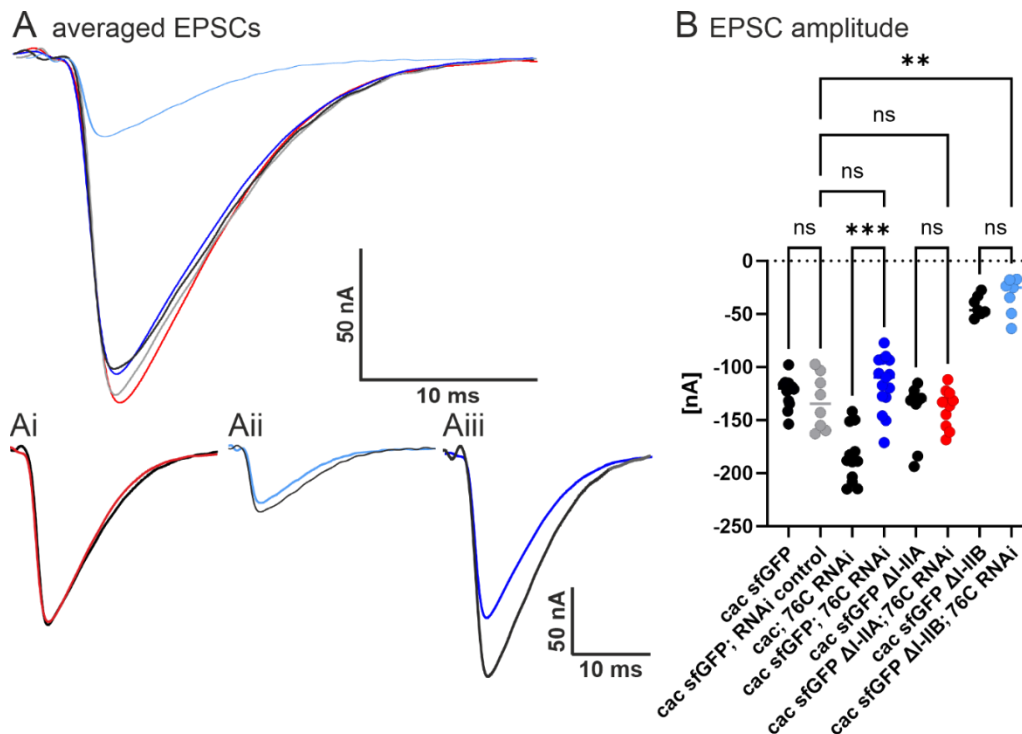 A averaged EPSCs
50 nA
10 ms
Ai
Aii
Aiii
50 nA
10 ms
B EPSC amplitude
**
ns
ns
ns
***
ns
ns
0
-50
-100
-150
-200
-250
[nA]
cac sfGFP
cac sfGFP; RNAi control
cac; 76C RNAi
cac sfGFP; 76C RNAi
cac sfGFP ΔI-IIA
cac sfGFP ΔI-IIA; 76C RNAi
cac sfGFP ΔI-IIB
cac sfGFP ΔI-IIB; 76C RNAi